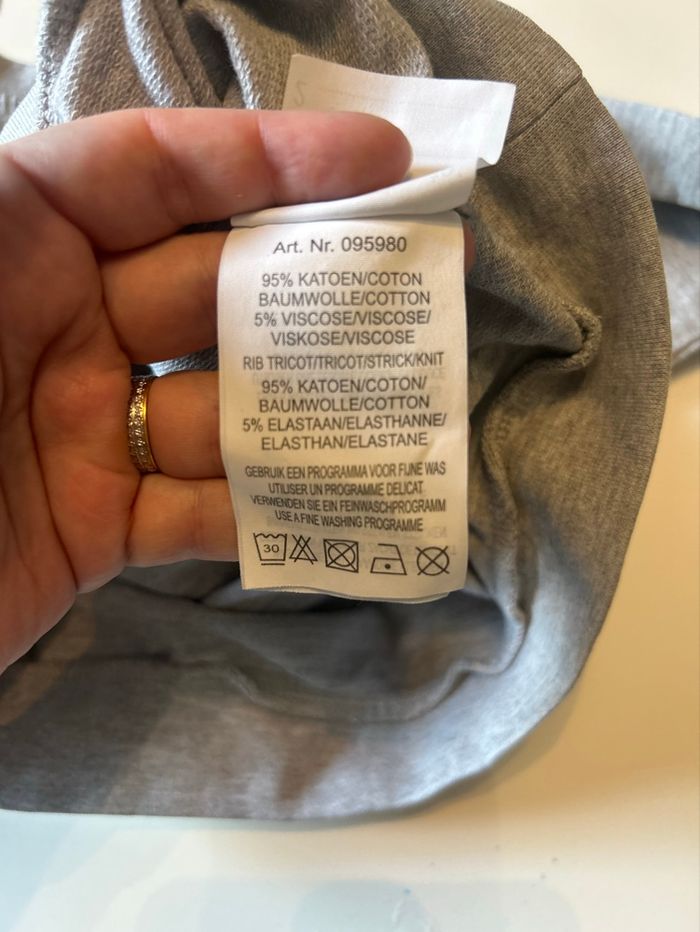 Art. Nr. 095980
95% KATOEN/COTON
BAUMWOLLE/COTTON
5% VISCOSE/VISCOSE/
VISKOSE/VISCOSE
RIB TRICOT/TRICOT/STRICK/KNIT
95% KATOEN/COTON/
BAUMWOLLE/COTTON
5% ELASTAAN/ELASTHANNE/
ELASTHAN/ELASTANE
GEBRUIK EEN PROGRAMMA VOOR FIJNE WAS
UTILISER UN PROGRAMME DELICAT
VERWENDEN SIE EIN FEINWASCHPROGRAMM
USE A FINE WASHING PROGRAMME
30